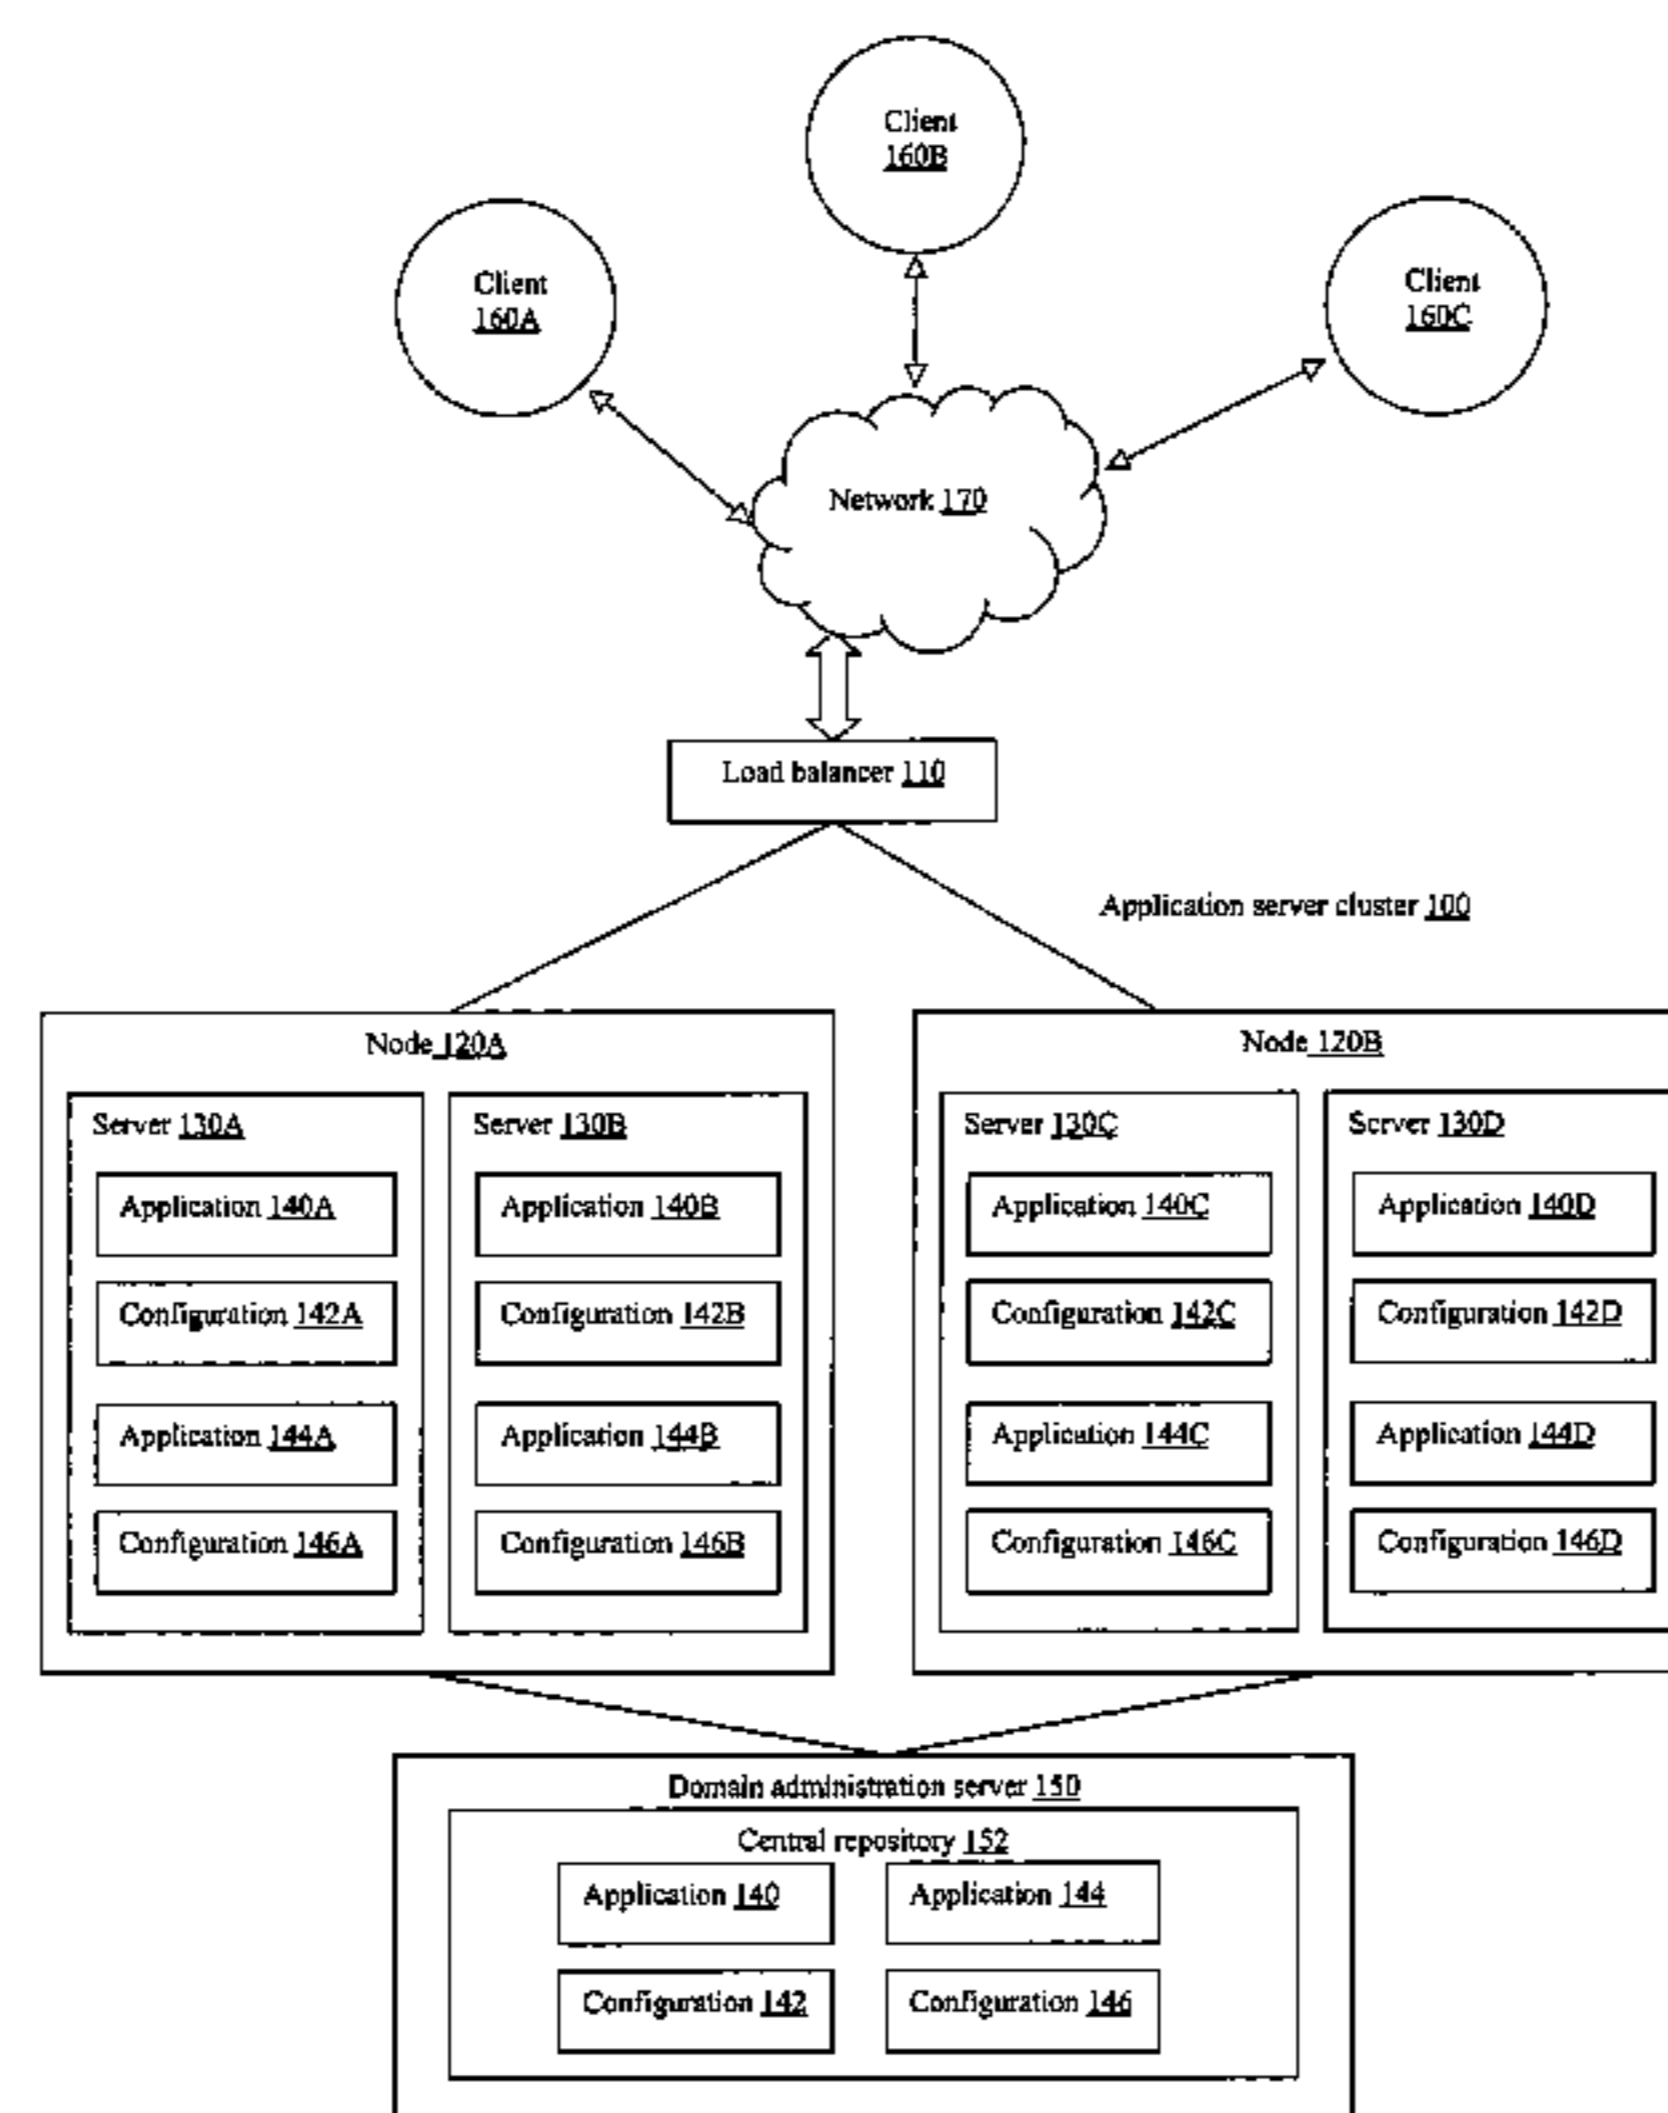 Client
160B
Client
160A
Client
160C
Network 170
Load balancer 110
Application server cluster 100
Node 120A
Server 130A
Application 140A
Configuration 142A
Application 144A
Configuration 146A
Server 130B
Application 140B
Configuration 142B
Application 144B
Configuration 146B
Node 120B
Server 130C
Application 140C
Configuration 142C
Application 144C
Configuration 146C
Server 130D
Application 140D
Configuration 142D
Application 144D
Configuration 146D
Domain administration server 150
Central repository 152
Application 140
Application 144
Configuration 142
Configuration 146